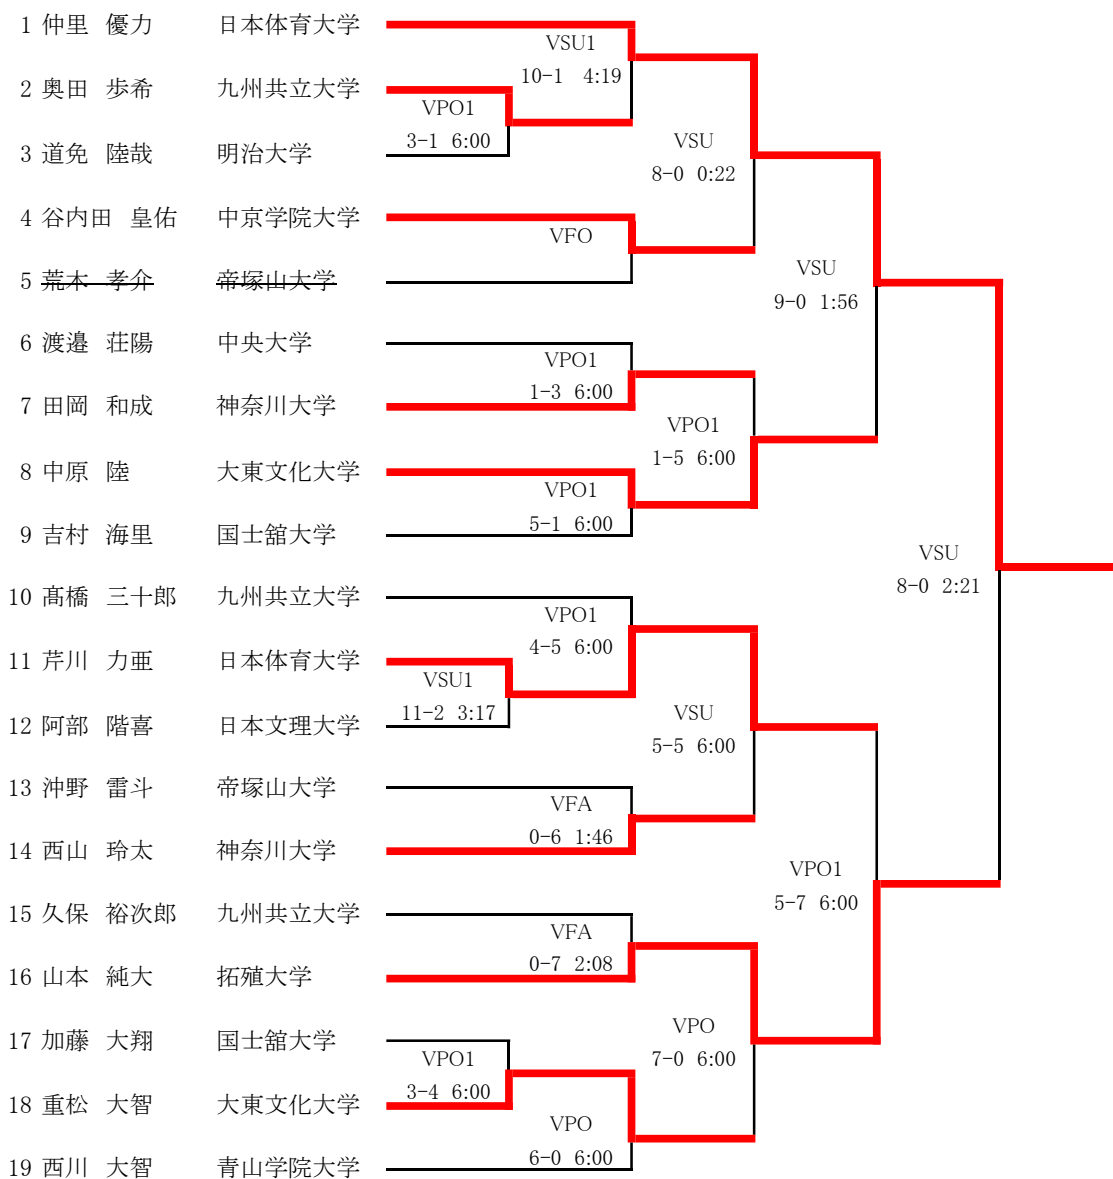 1 仲里 優力 日本体育大学
VSU1
10-1 4:19
2 奥田 歩希 九州共立大学
VPO1
3-1 6:00
3 道免 陸哉 明治大学
VSU
8-0 0:22
4 谷内田 皇佑 中京学院大学
VFO
5 荒木 孝介 帝塚山大学
VSU
9-0 1:56
6 渡邉 荘陽 中央大学
VPO1
1-3 6:00
7 田岡 和成 神奈川大学
VPO1
1-5 6:00
8 中原 陸 大東文化大学
VPO1
5-1 6:00
9 吉村 海里 国士舘大学
VSU
8-0 2:21
10 髙橋 三十郎 九州共立大学
VPO1
4-5 6:00
11 芹川 力亜 日本体育大学
VSU1
11-2 3:17
12 阿部 階喜 日本文理大学
VSU
5-5 6:00
13 沖野 雷斗 帝塚山大学
VFA
0-6 1:46
14 西山 玲太 神奈川大学
VPO1
5-7 6:00
15 久保 裕次郎 九州共立大学
VFA
0-7 2:08
16 山本 純大 拓殖大学
VPO
7-0 6:00
17 加藤 大翔 国士舘大学
VPO1
3-4 6:00
18 重松 大智 大東文化大学
VPO
6-0 6:00
19 西川 大智 青山学院大学